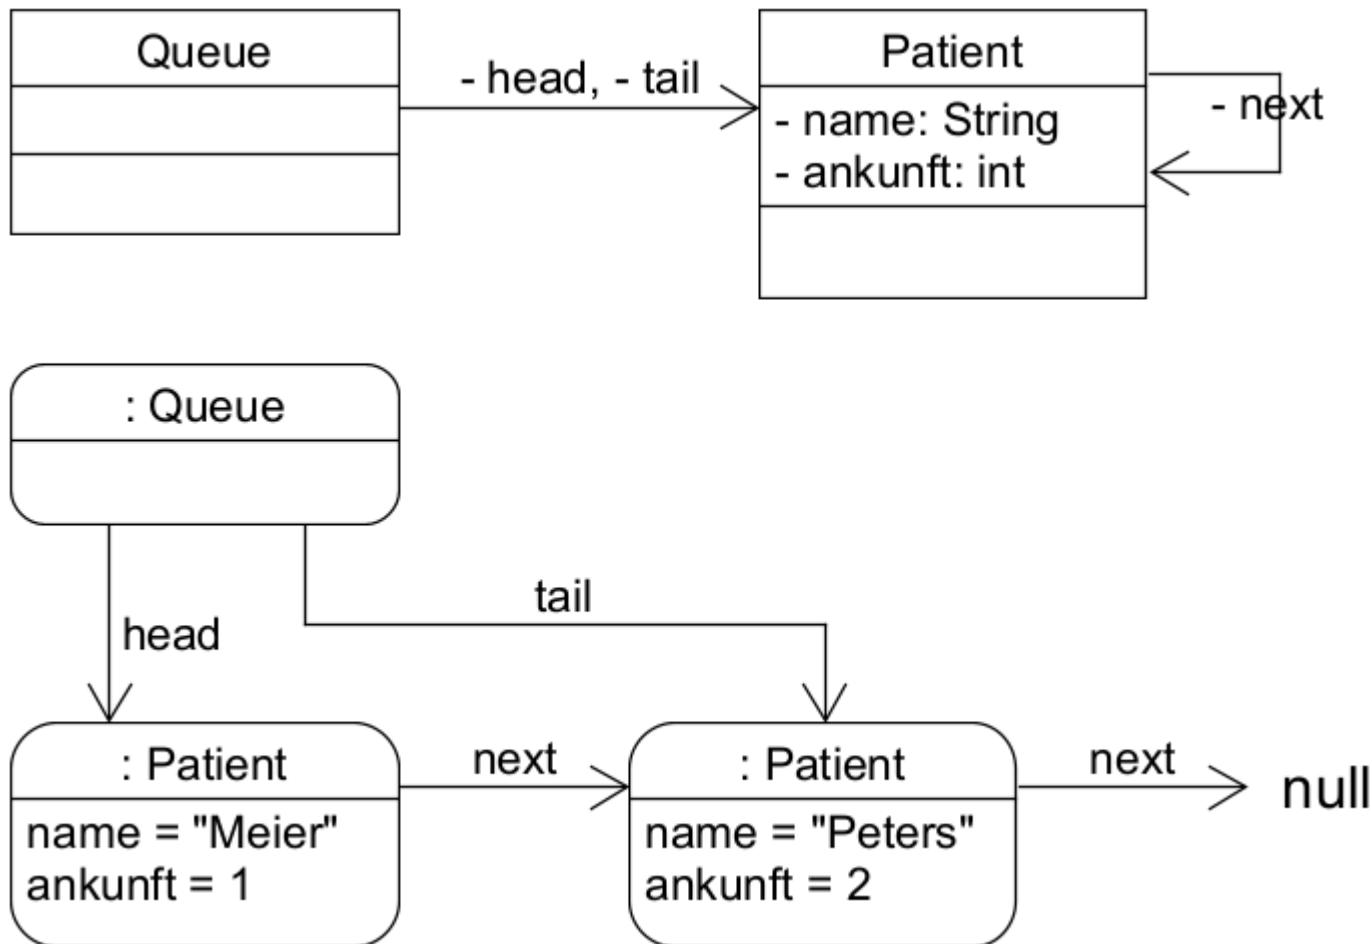 Queue
- head, - tail
Patient
- name: String
- ankunft: int
- next
: Queue
head
tail
: Patient
name = "Meier"
ankunft = 1
next
: Patient
name = "Peters"
ankunft = 2
next
null